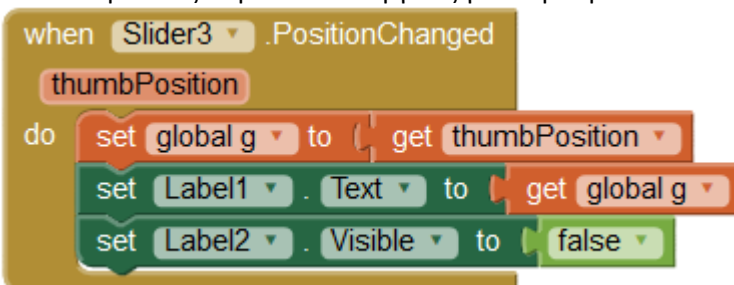 when Slider3 .PositionChanged
thumbPosition
do set global g to get thumbPosition
set Label1 . Text to get global g
set Label2 . Visible to false